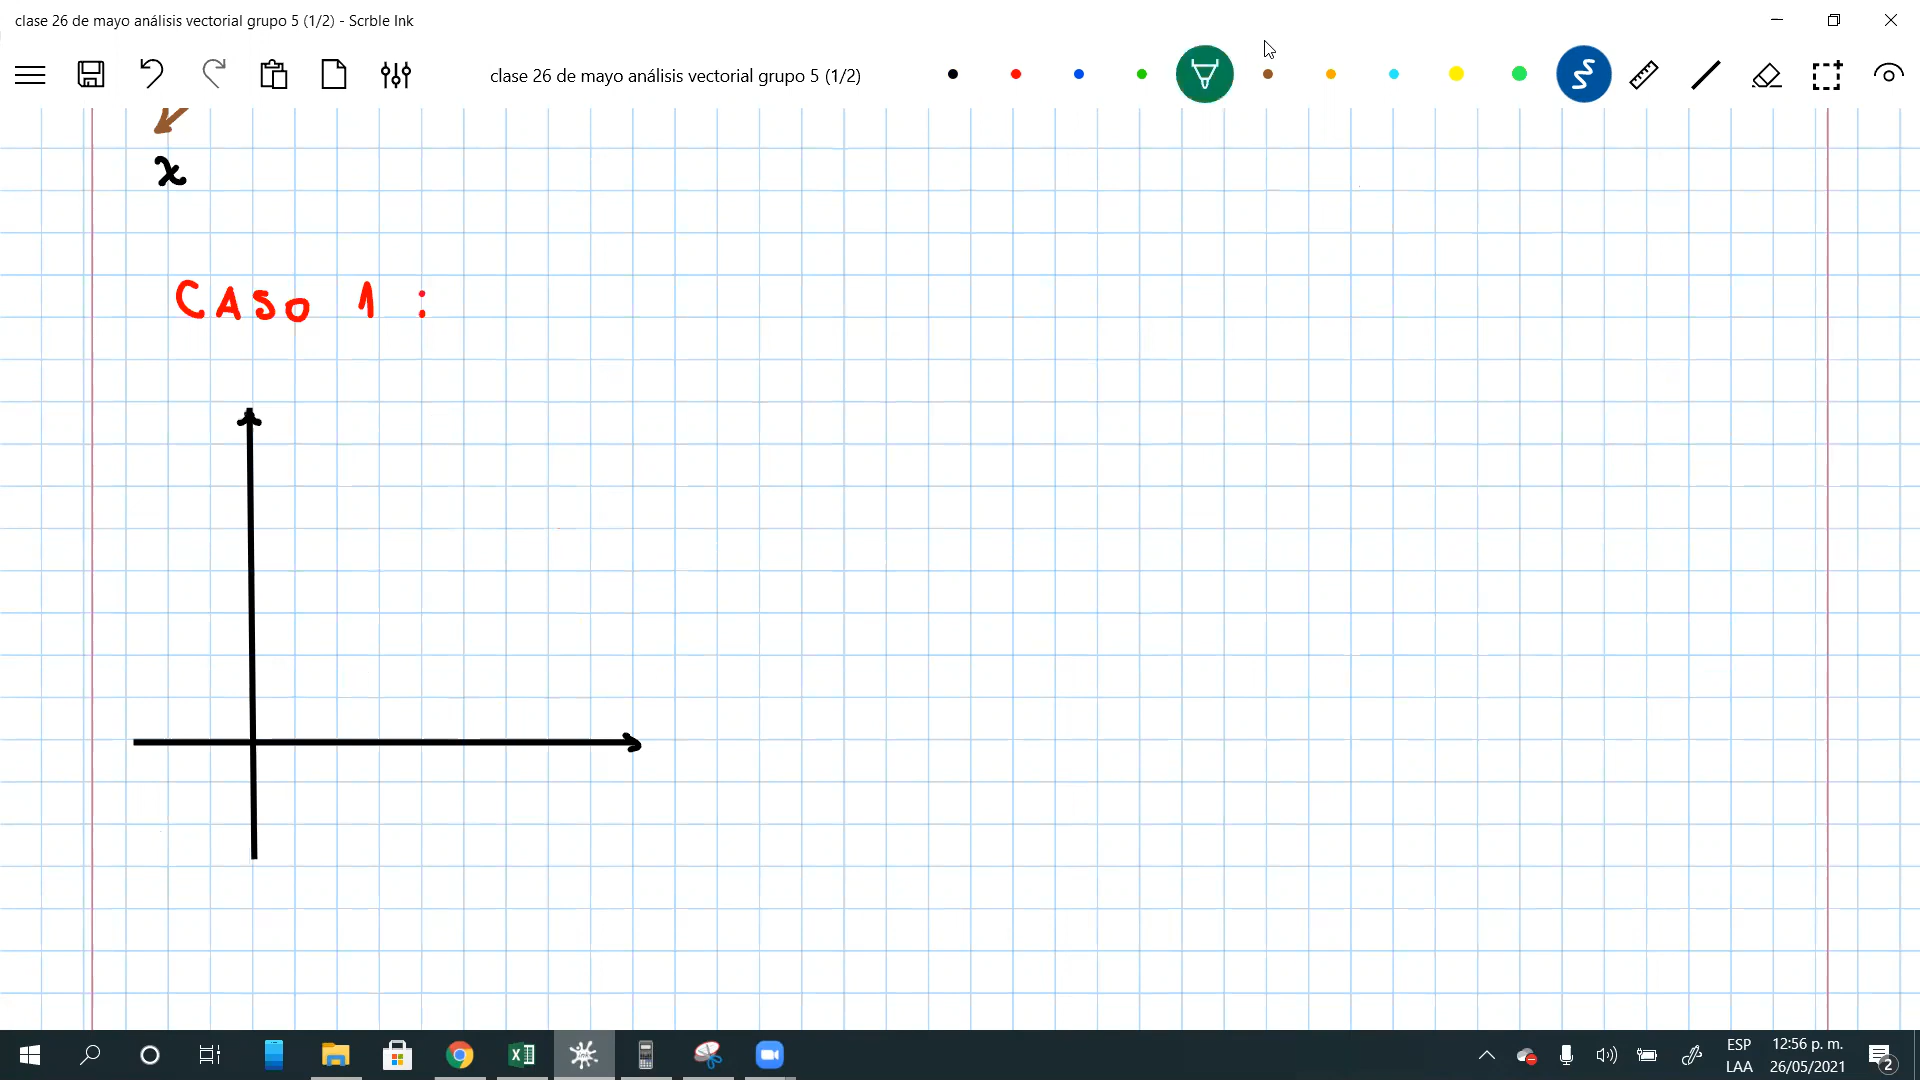 clase 26 de mayo análisis vectorial grupo 5 (1/2) - Scrble Ink
clase 26 de mayo análisis vectorial grupo 5 (1/2)
x
CASO 1 :
ESP
LAA
12:56 p. m.
26/05/2021
2